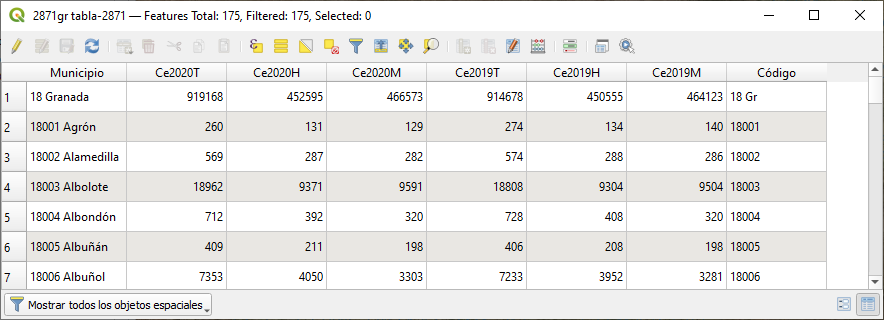 2871gr tabla-2871 — Features Total: 175, Filtered: 175, Selected: 0
Municipio Ce2020T Ce2020H Ce2020M Ce2019T Ce2019H Ce2019M Código
1 18 Granada 919168 452595 466573 914678 450555 464123 18 Gr
2 18001 Agrón 260 131 129 274 134 140 18001
3 18002 Alamedilla 569 287 282 574 288 286 18002
4 18003 Albolote 18962 9371 9591 18808 9304 9504 18003
5 18004 Albondón 712 392 320 728 408 320 18004
6 18005 Albuñán 409 211 198 406 208 198 18005
7 18006 Albuñol 7353 4050 3303 7233 3952 3281 18006
Mostrar todos los objetos espaciales